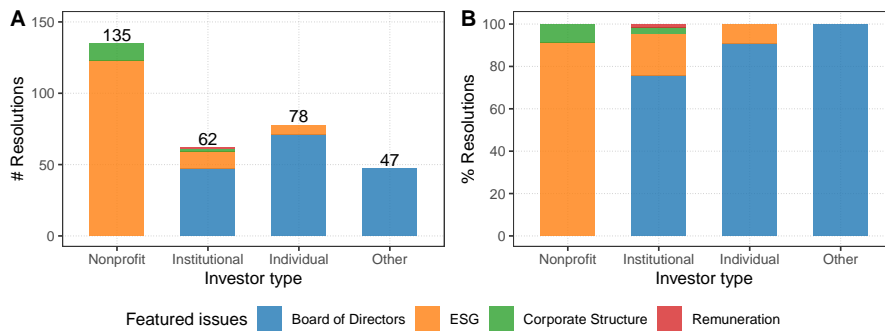 A
# Resolutions
150
100
50
0
135
62
78
47
Nonprofit Institutional Individual Other
Investor type
B
% Resolutions
100
80
60
40
20
0
Nonprofit Institutional Individual Other
Investor type
Featured issues Board of Directors ESG Corporate Structure Remuneration